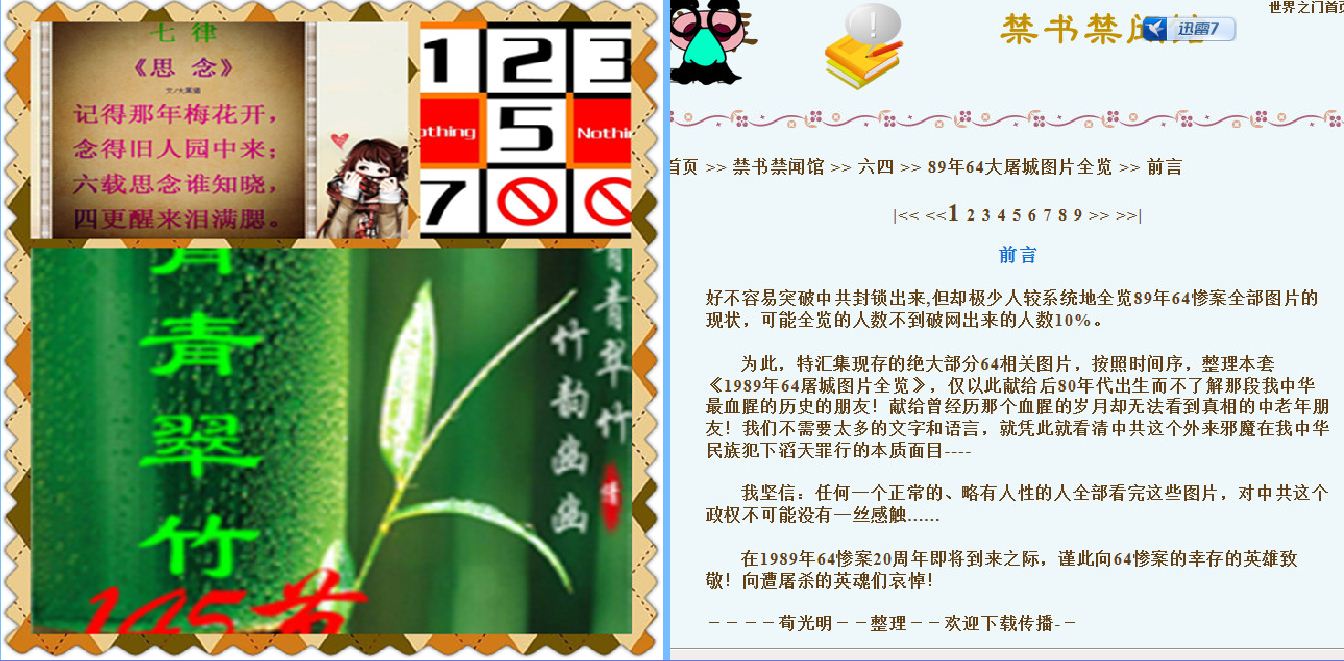 七 律
《思 念》
记得那年梅花开，
念得旧人园中来；
六载思念谁知晓，
四更醒来泪满腮。
1 2 3
othing 5 Nothi
7
青
青
翠
竹
青青翠竹
竹韵幽幽
情
145节
世界之门首页
禁书禁闻馆
迅雷7
首页 >> 禁书禁闻馆 >> 六四 >> 89年64大屠城图片全览 >> 前言
|<< <<1 2 3 4 5 6 7 8 9 >> >>|
前言
好不容易突破中共封锁出来,但却极少人较系统地全览89年64惨案全部图片的
现状，可能全览的人数不到破网出来的人数10%。
为此，特汇集现存的绝大部分64相关图片，按照时间序，整理本套
《1989年64屠城图片全览》，仅以此献给后80年代出生而不了解那段我中华
最血腥的历史的朋友！献给曾经历那个血腥的岁月却无法看到真相的中老年朋
友！我们不需要太多的文字和语言，就凭此就看清中共这个外来邪魔在我中华
民族犯下滔天罪行的本质面目----
我坚信：任何一个正常的、略有人性的人全部看完这些图片，对中共这个
政权不可能没有一丝感触......
在1989年64惨案20周年即将到来之际，谨此向64惨案的幸存的英雄致
敬！向遭屠杀的英魂们哀悼！
－－－－荀光明－－整理－－欢迎下载传播-－